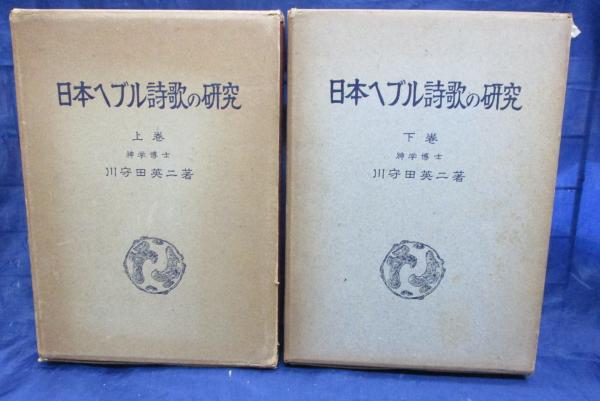 日本ヘブル詩歌の研究
上巻
神学博士
川守田英二著
日本ヘブル詩歌の研究
下巻
神学博士
川守田英二著